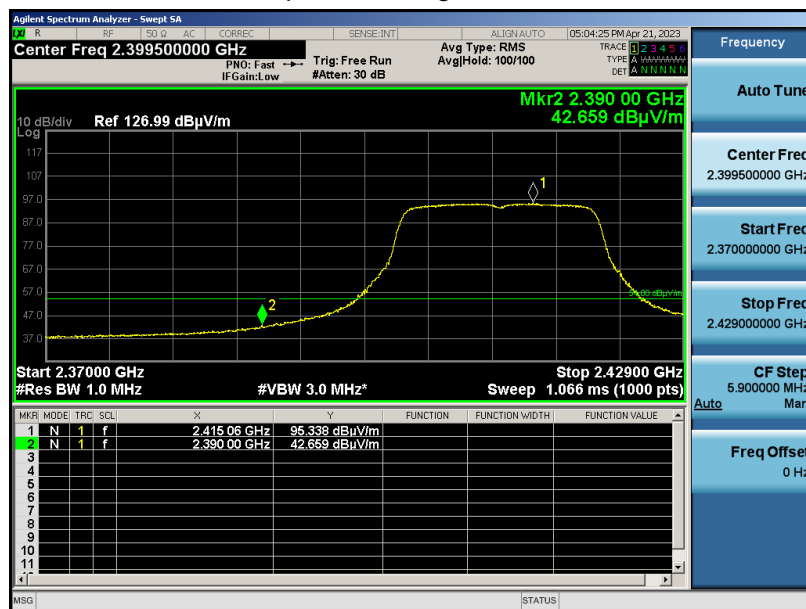 Agilent Spectrum Analyzer - Swept SA
LXI R RF 50 Ω AC CORREC SENSE:INT ALIGN AUTO 05:04:25 PM Apr 21, 2023
Center Freq 2.399500000 GHz
PNO: Fast
IFGain:Low
Trig: Free Run
#Atten: 30 dB
Avg Type: RMS
Avg|Hold: 100/100
TRACE 1 2 3 4 5 6
TYPE A WWWWW
DET A N N N N N
Mkr2 2.390 00 GHz
42.659 dBµV/m
10 dB/div Ref 126.99 dBµV/m
Log
117
107
97.0
87.0
77.0
67.0
57.0
47.0
37.0
1
2
Start 2.37000 GHz Stop 2.42900 GHz
#Res BW 1.0 MHz #VBW 3.0 MHz* Sweep 1.066 ms (1000 pts)
MKR MODE TRC SCL X Y FUNCTION FUNCTION WIDTH FUNCTION VALUE
1 N 1 f 2.415 06 GHz 95.338 dBµV/m
2 N 1 f 2.390 00 GHz 42.659 dBµV/m
3
4
5
6
7
8
9
10
11
MSG STATUS
Frequency
Auto Tune
Center Freq
2.399500000 GHz
Start Freq
2.370000000 GHz
Stop Freq
2.429000000 GHz
CF Step
5.900000 MHz
Auto Man
Freq Offset
0 Hz